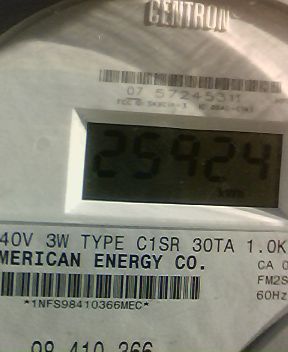 CENTRON
07 57245311
25924
40V 3W TYPE C1SR 30TA 1.0K
MERICAN ENERGY CO.
CA 0
FM2S
*1NFS98410366MEC*
60Hz
98 410 366